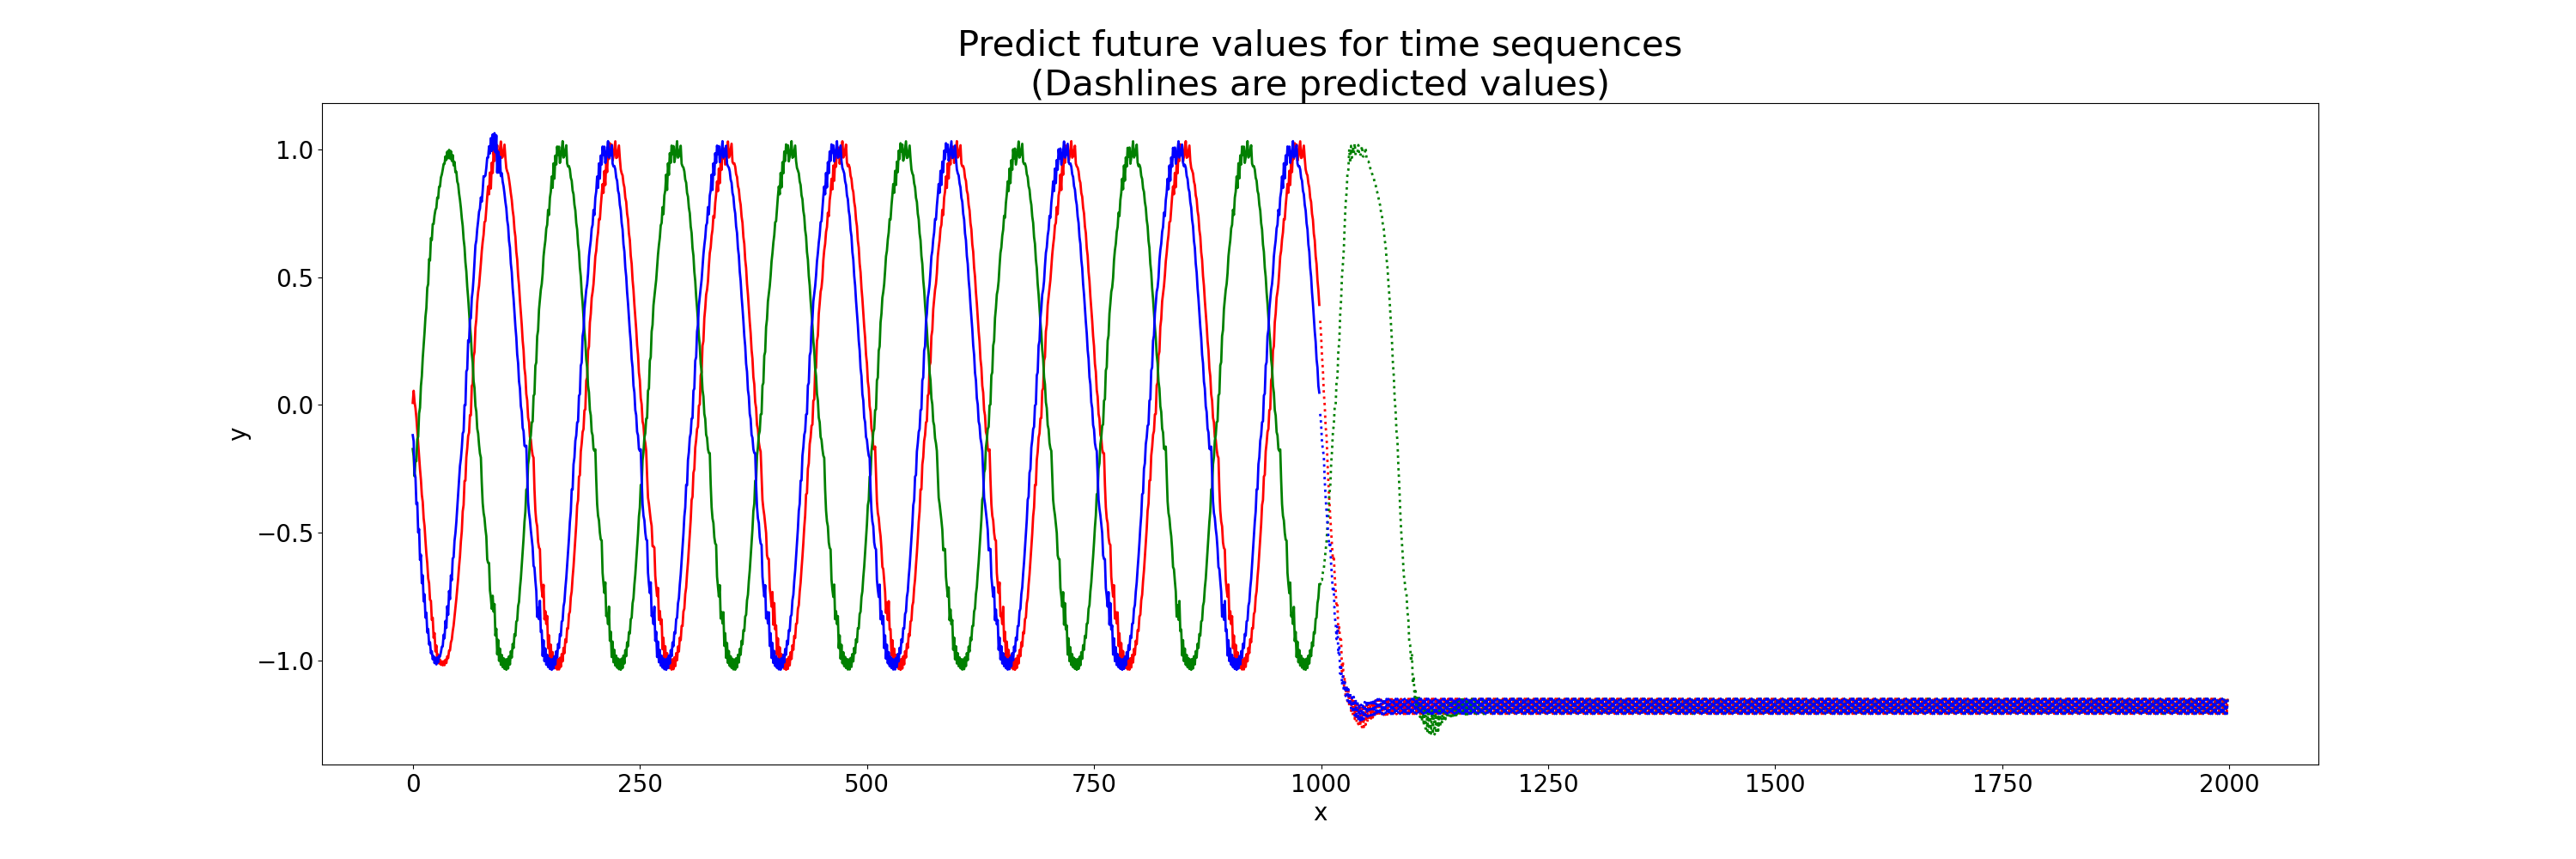 Predict future values for time sequences
(Dashlines are predicted values)
1.0
0.5
0.0
−0.5
−1.0
y
0 250 500 750 1000 1250 1500 1750 2000
x